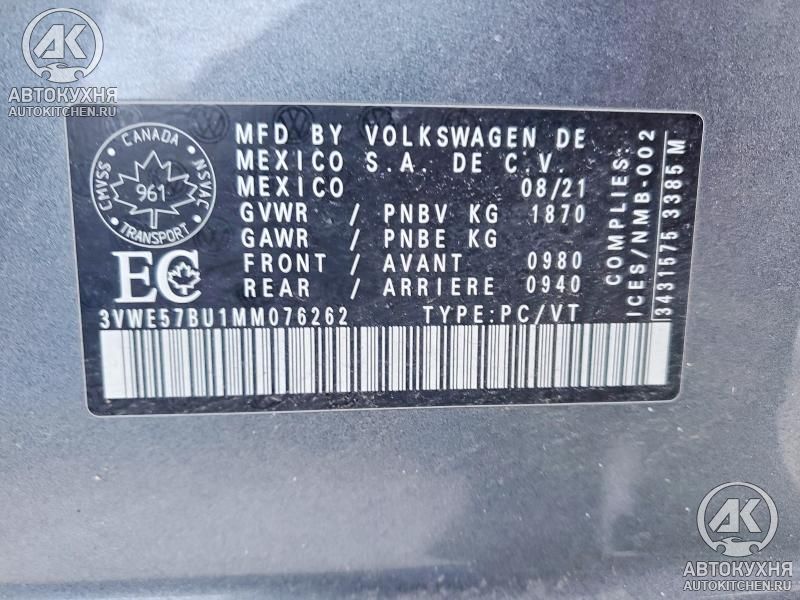 АК
АВТОКУХНЯ
AUTOKITCHEN.RU
CANADA
CMVSS
NSVAC
961
TRANSPORT
EC
MFD BY VOLKSWAGEN DE
MEXICO S.A. DE C.V.
MEXICO 08/21
GVWR / PNBV KG 1870
GAWR / PNBE KG
FRONT / AVANT 0980
REAR / ARRIERE 0940
3VWE57BU1MM076262 TYPE:PC/VT
COMPLIES:
ICES/NMB-002
3431575 3385 M
АК
АВТОКУХНЯ
AUTOKITCHEN.RU